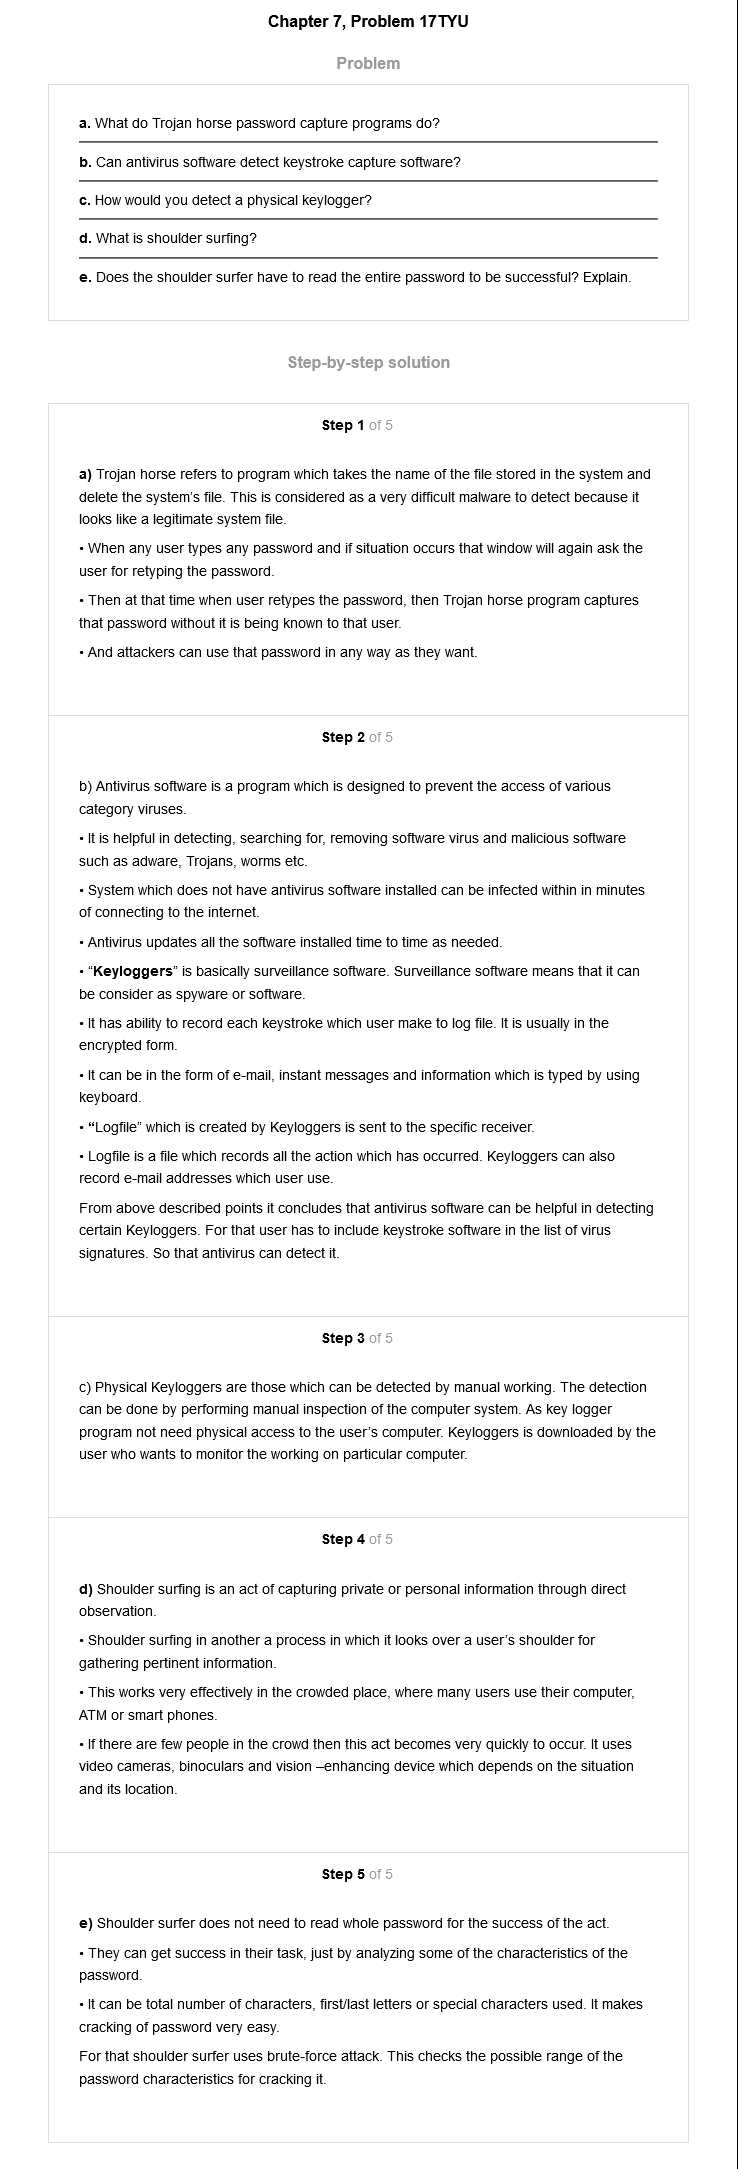 Chapter 7, Problem 17TYU
Problem
a. What do Trojan horse password capture programs do?
b. Can antivirus software detect keystroke capture software?
c. How would you detect a physical keylogger?
d. What is shoulder surfing?
e. Does the shoulder surfer have to read the entire password to be successful? Explain.
Step-by-step solution
Step 1 of 5
a) Trojan horse refers to program which takes the name of the file stored in the system and
delete the system's file. This is considered as a very difficult malware to detect because it
looks like a legitimate system file.
• When any user types any password and if situation occurs that window will again ask the
user for retyping the password.
• Then at that time when user retypes the password, then Trojan horse program captures
that password without it is being known to that user.
• And attackers can use that password in any way as they want.
Step 2 of 5
b) Antivirus software is a program which is designed to prevent the access of various
category viruses.
• It is helpful in detecting, searching for, removing software virus and malicious software
such as adware, Trojans, worms etc.
• System which does not have antivirus software installed can be infected within in minutes
of connecting to the internet.
• Antivirus updates all the software installed time to time as needed.
• “Keyloggers” is basically surveillance software. Surveillance software means that it can
be consider as spyware or software.
• It has ability to record each keystroke which user make to log file. It is usually in the
encrypted form.
• It can be in the form of e-mail, instant messages and information which is typed by using
keyboard.
• “Logfile” which is created by Keyloggers is sent to the specific receiver.
• Logfile is a file which records all the action which has occurred. Keyloggers can also
record e-mail addresses which user use.
From above described points it concludes that antivirus software can be helpful in detecting
certain Keyloggers. For that user has to include keystroke software in the list of virus
signatures. So that antivirus can detect it.
Step 3 of 5
c) Physical Keyloggers are those which can be detected by manual working. The detection
can be done by performing manual inspection of the computer system. As key logger
program not need physical access to the user's computer. Keyloggers is downloaded by the
user who wants to monitor the working on particular computer.
Step 4 of 5
d) Shoulder surfing is an act of capturing private or personal information through direct
observation.
• Shoulder surfing in another a process in which it looks over a user's shoulder for
gathering pertinent information.
• This works very effectively in the crowded place, where many users use their computer,
ATM or smart phones.
• If there are few people in the crowd then this act becomes very quickly to occur. It uses
video cameras, binoculars and vision –enhancing device which depends on the situation
and its location.
Step 5 of 5
e) Shoulder surfer does not need to read whole password for the success of the act.
• They can get success in their task, just by analyzing some of the characteristics of the
password.
• It can be total number of characters, first/last letters or special characters used. It makes
cracking of password very easy.
For that shoulder surfer uses brute-force attack. This checks the possible range of the
password characteristics for cracking it.